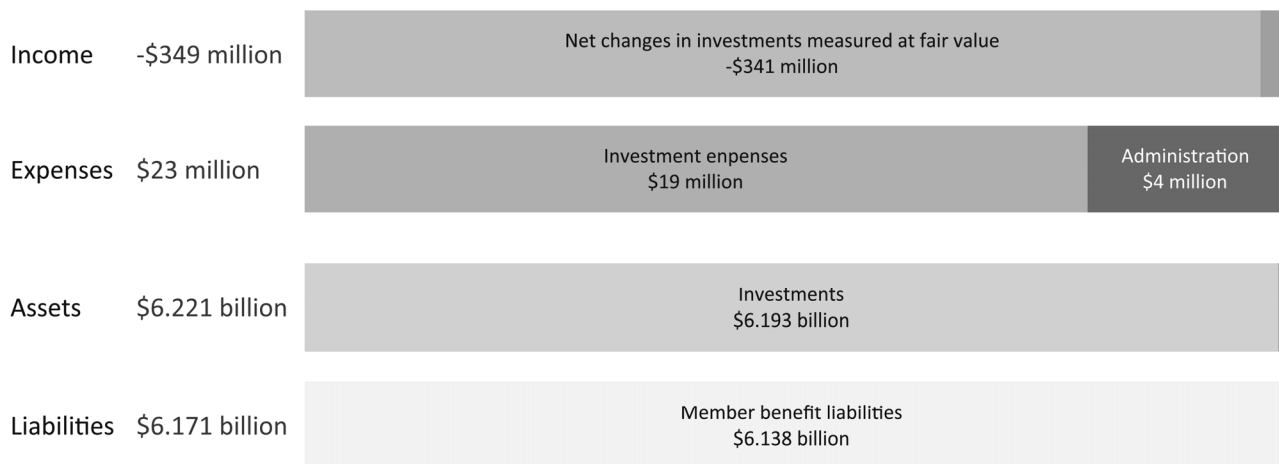 Income -$349 million
Net changes in investments measured at fair value
-$341 million
Expenses $23 million
Investment enpenses
$19 million
Administration
$4 million
Assets $6.221 billion
Investments
$6.193 billion
Liabilities $6.171 billion
Member benefit liabilities
$6.138 billion